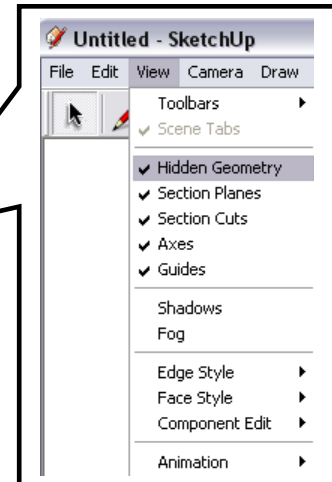 Untitled - SketchUp
File Edit View Camera Draw
Toolbars
Scene Tabs
Hidden Geometry
Section Planes
Section Cuts
Axes
Guides
Shadows
Fog
Edge Style
Face Style
Component Edit
Animation